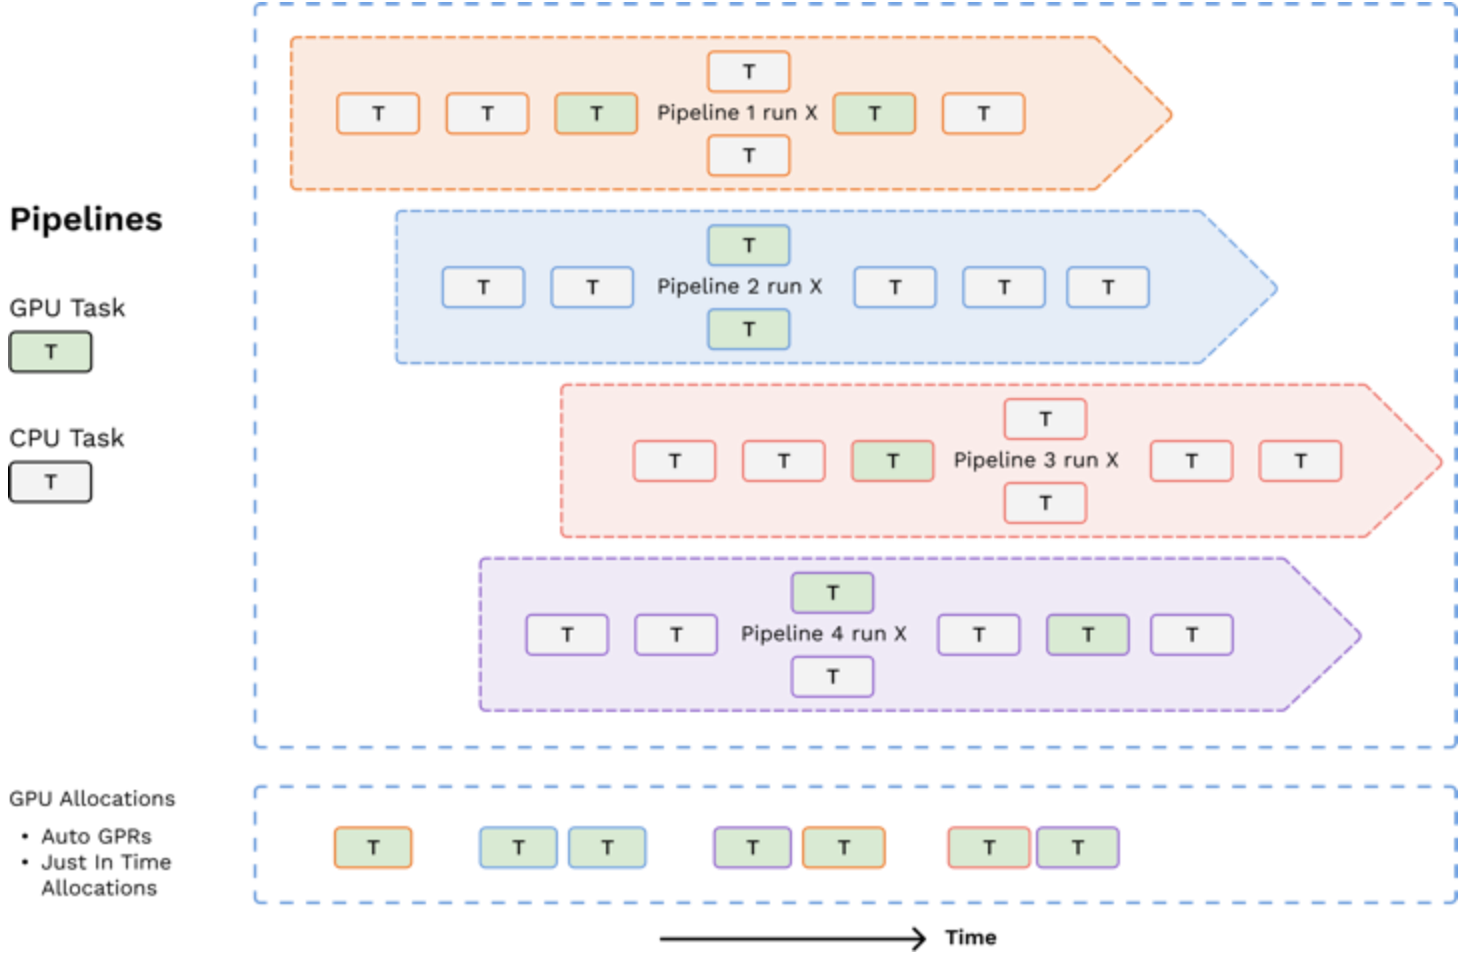 T
T T T Pipeline 1 run X T T
T
Pipelines
T
T T Pipeline 2 run X T T T
T
GPU Task
T
T
T T T Pipeline 3 run X T T
T
CPU Task
T
T
T T Pipeline 4 run X T T T
T
GPU Allocations
• Auto GPRs
• Just In Time
Allocations
T T T T T T T
Time